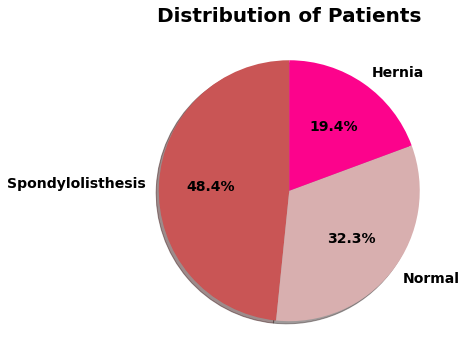 Distribution of Patients
Hernia
19.4%
Spondylolisthesis
48.4%
32.3%
Normal